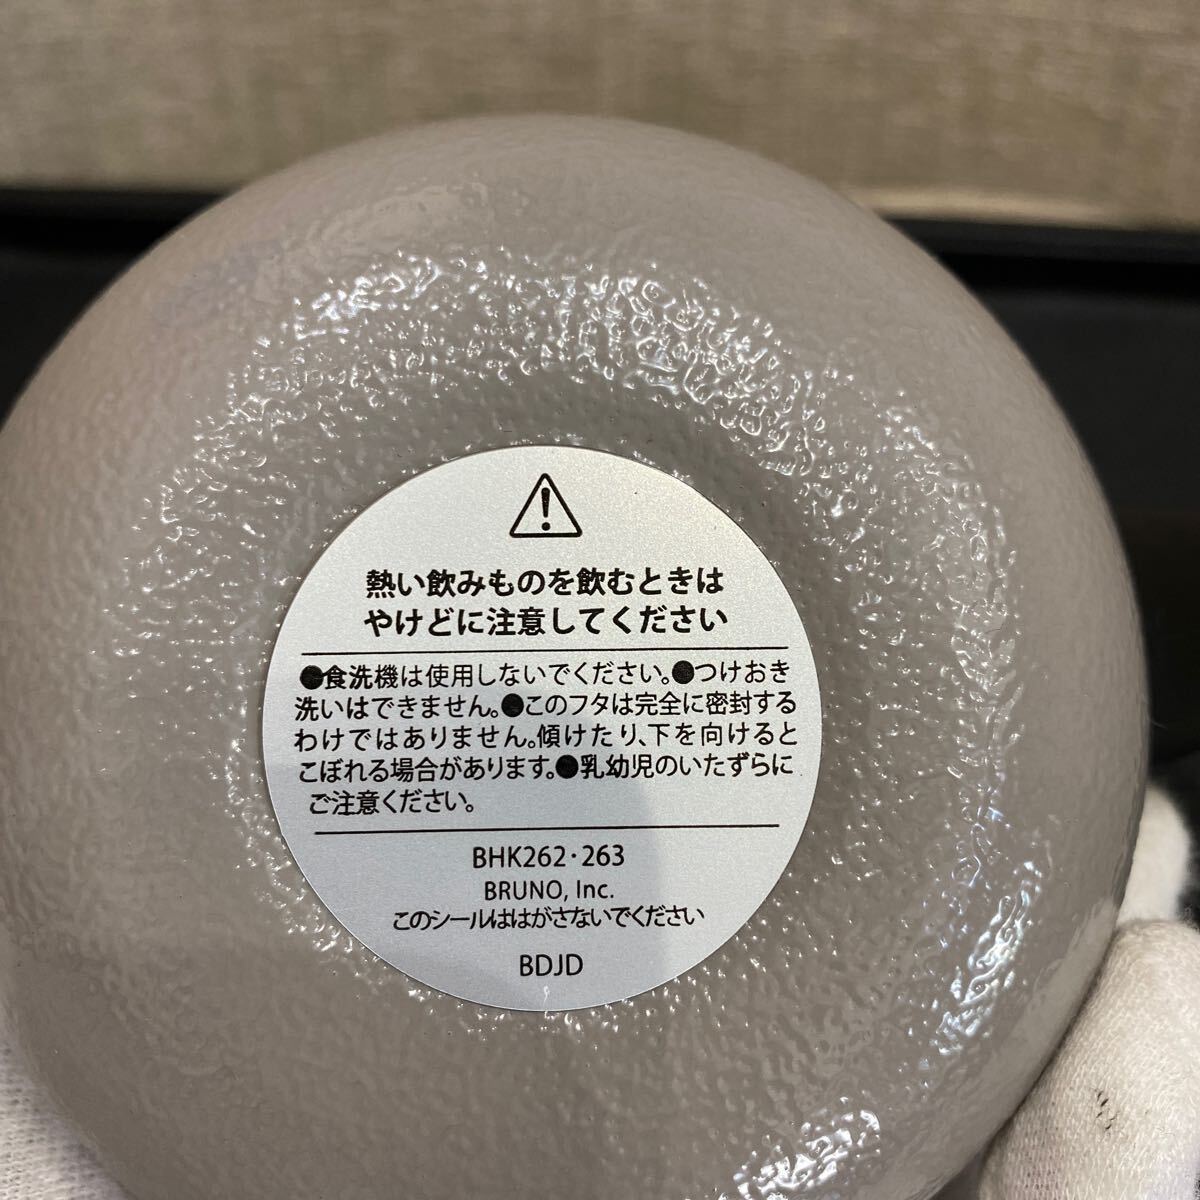 熱い飲みものを飲むときは
やけどに注意してください
●食洗機は使用しないでください。●つけおき
洗いはできません。●このフタは完全に密封する
わけではありません。傾けたり、下を向けると
こぼれる場合があります。●乳幼児のいたずらに
ご注意ください。
BHK262・263
BRUNO, Inc.
このシールははがさないでください
BDJD